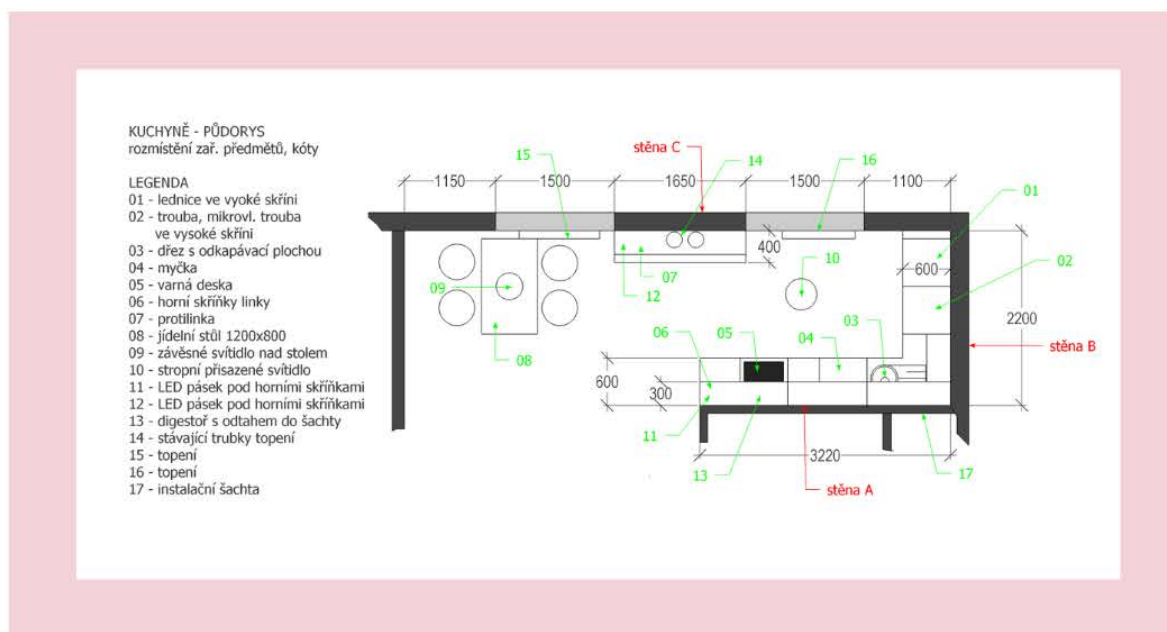 KUCHYNĚ - PŮDORYS
rozmístění zař. předmětů, kóty
LEGENDA
01 - lednice ve vyoké skříni
02 - trouba, mikrovl. trouba
ve vysoké skříni
03 - dřez s odkapávací plochou
04 - myčka
05 - varná deska
06 - horní skříňky linky
07 - protilinka
08 - jídelní stůl 1200x800
09 - závěsné svítidlo nad stolem
10 - stropní přisazené svítidlo
11 - LED pásek pod horními skříňkami
12 - LED pásek pod horními skříňkami
13 - digestoř s odtahem do šachty
14 - stávající trubky topení
15 - topení
16 - topení
17 - instalační šachta
stěna C
15
14
16
1150
1500
1650
1500
1100
01
400
07
12
10
600
02
09
08
2200
stěna B
06
05
04
03
600
300
11
13
3220
17
stěna A